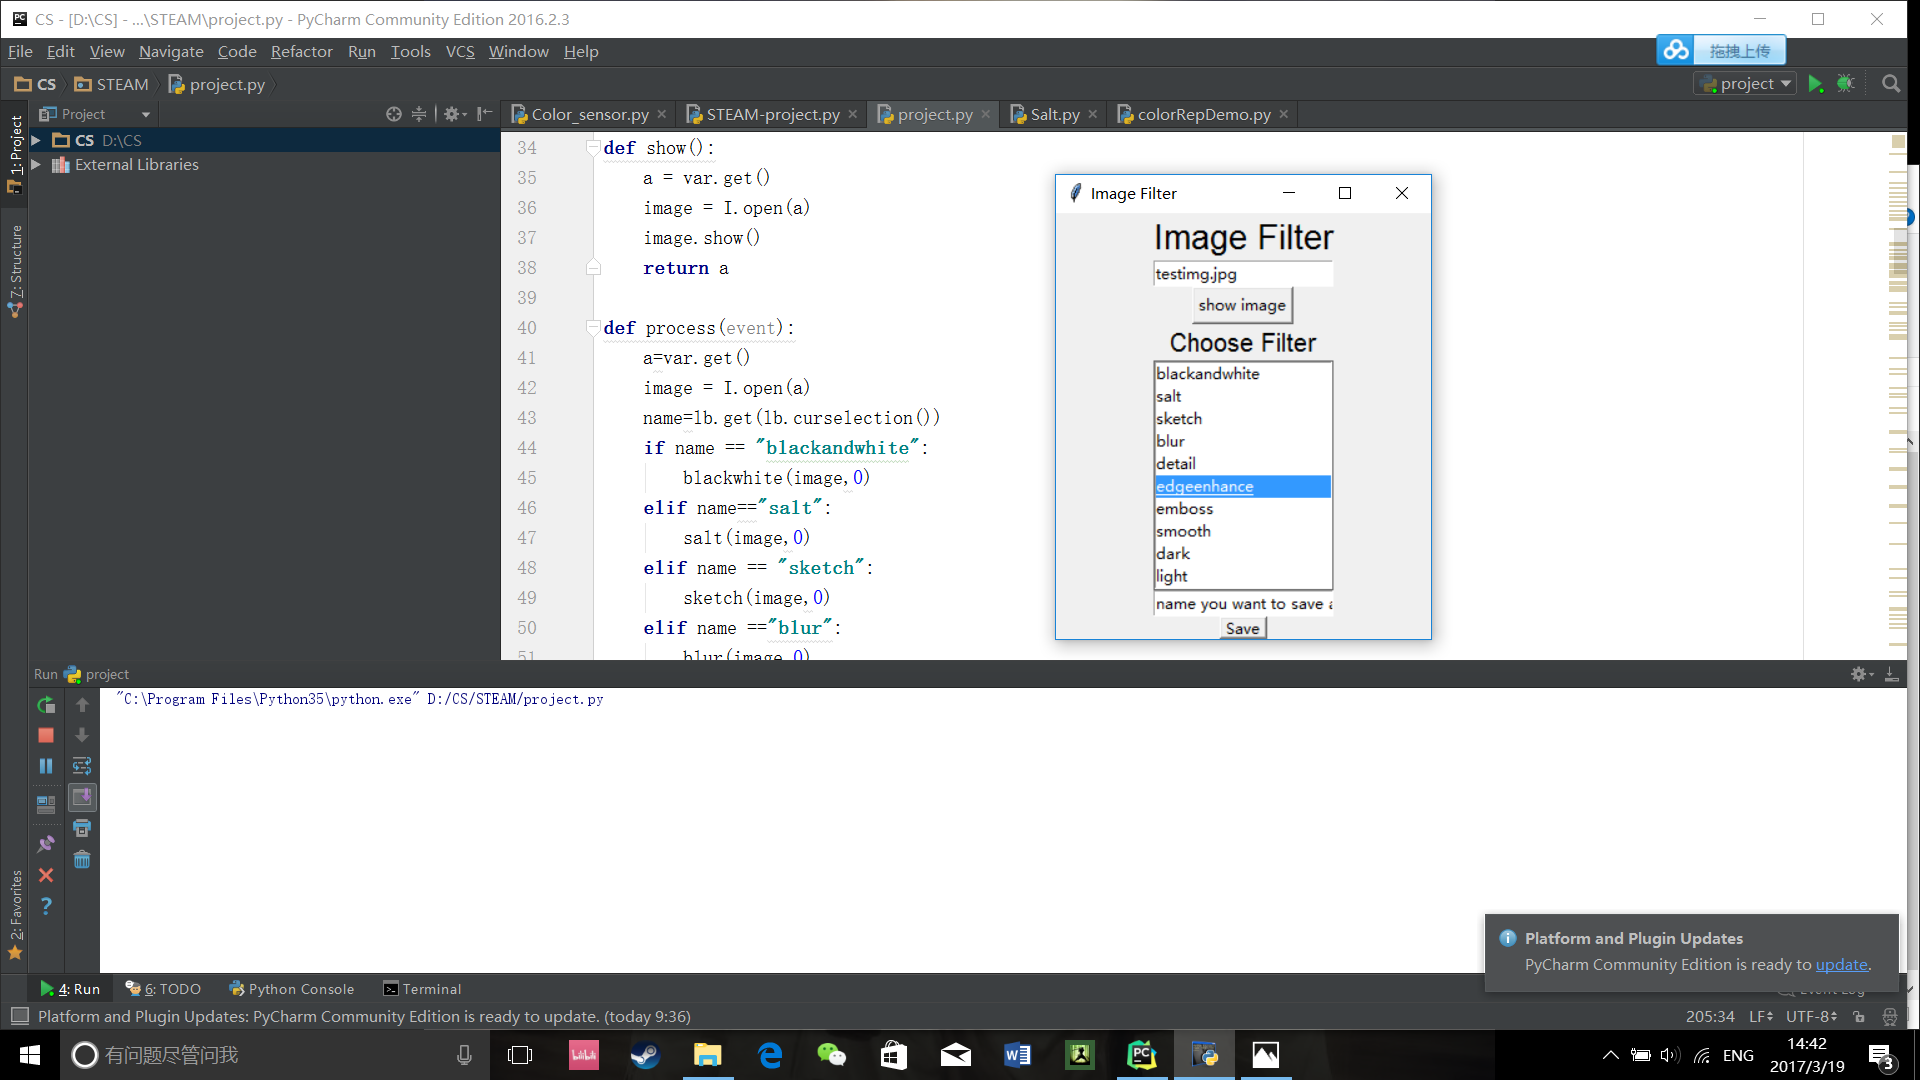 CS - [D:\CS] - ...\STEAM\project.py - PyCharm Community Edition 2016.2.3
File Edit View Navigate Code Refactor Run Tools VCS Window Help
拖拽上传
CS STEAM project.py
project
Project
Color_sensor.py STEAM-project.py project.py Salt.py colorRepDemo.py
1: Project
7: Structure
2: Favorites
CS D:\CS
External Libraries
34 def show():
35 a = var.get()
36 image = I.open(a)
37 image.show()
38 return a
39
40 def process(event):
41 a=var.get()
42 image = I.open(a)
43 name=lb.get(lb.curselection())
44 if name == "blackandwhite":
45 blackwhite(image,0)
46 elif name=="salt":
47 salt(image,0)
48 elif name == "sketch":
49 sketch(image,0)
50 elif name =="blur":
51 blur(image,0)
Image Filter
Image Filter
testimg.jpg
show image
Choose Filter
blackandwhite
salt
sketch
blur
detail
edgeenhance
emboss
smooth
dark
light
name you want to save a
Save
Run project
"C:\Program Files\Python35\python.exe" D:/CS/STEAM/project.py
Platform and Plugin Updates
PyCharm Community Edition is ready to update.
4: Run 6: TODO Python Console Terminal
Event Log
Platform and Plugin Updates: PyCharm Community Edition is ready to update. (today 9:36)
205:34 LF UTF-8
有问题尽管问我
ENG
14:42
2017/3/19
3